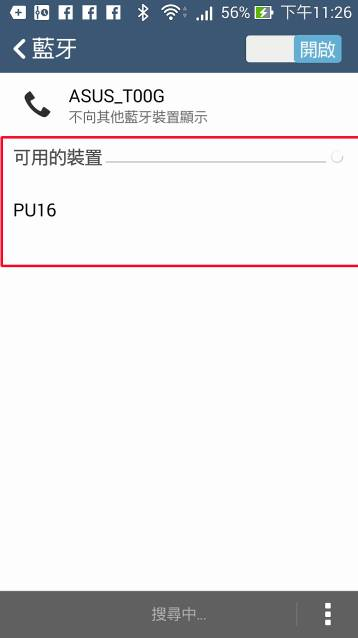 56% 下午11:26
藍牙 開啟
ASUS_T00G
不向其他藍牙裝置顯示
可用的裝置
PU16
搜尋中...